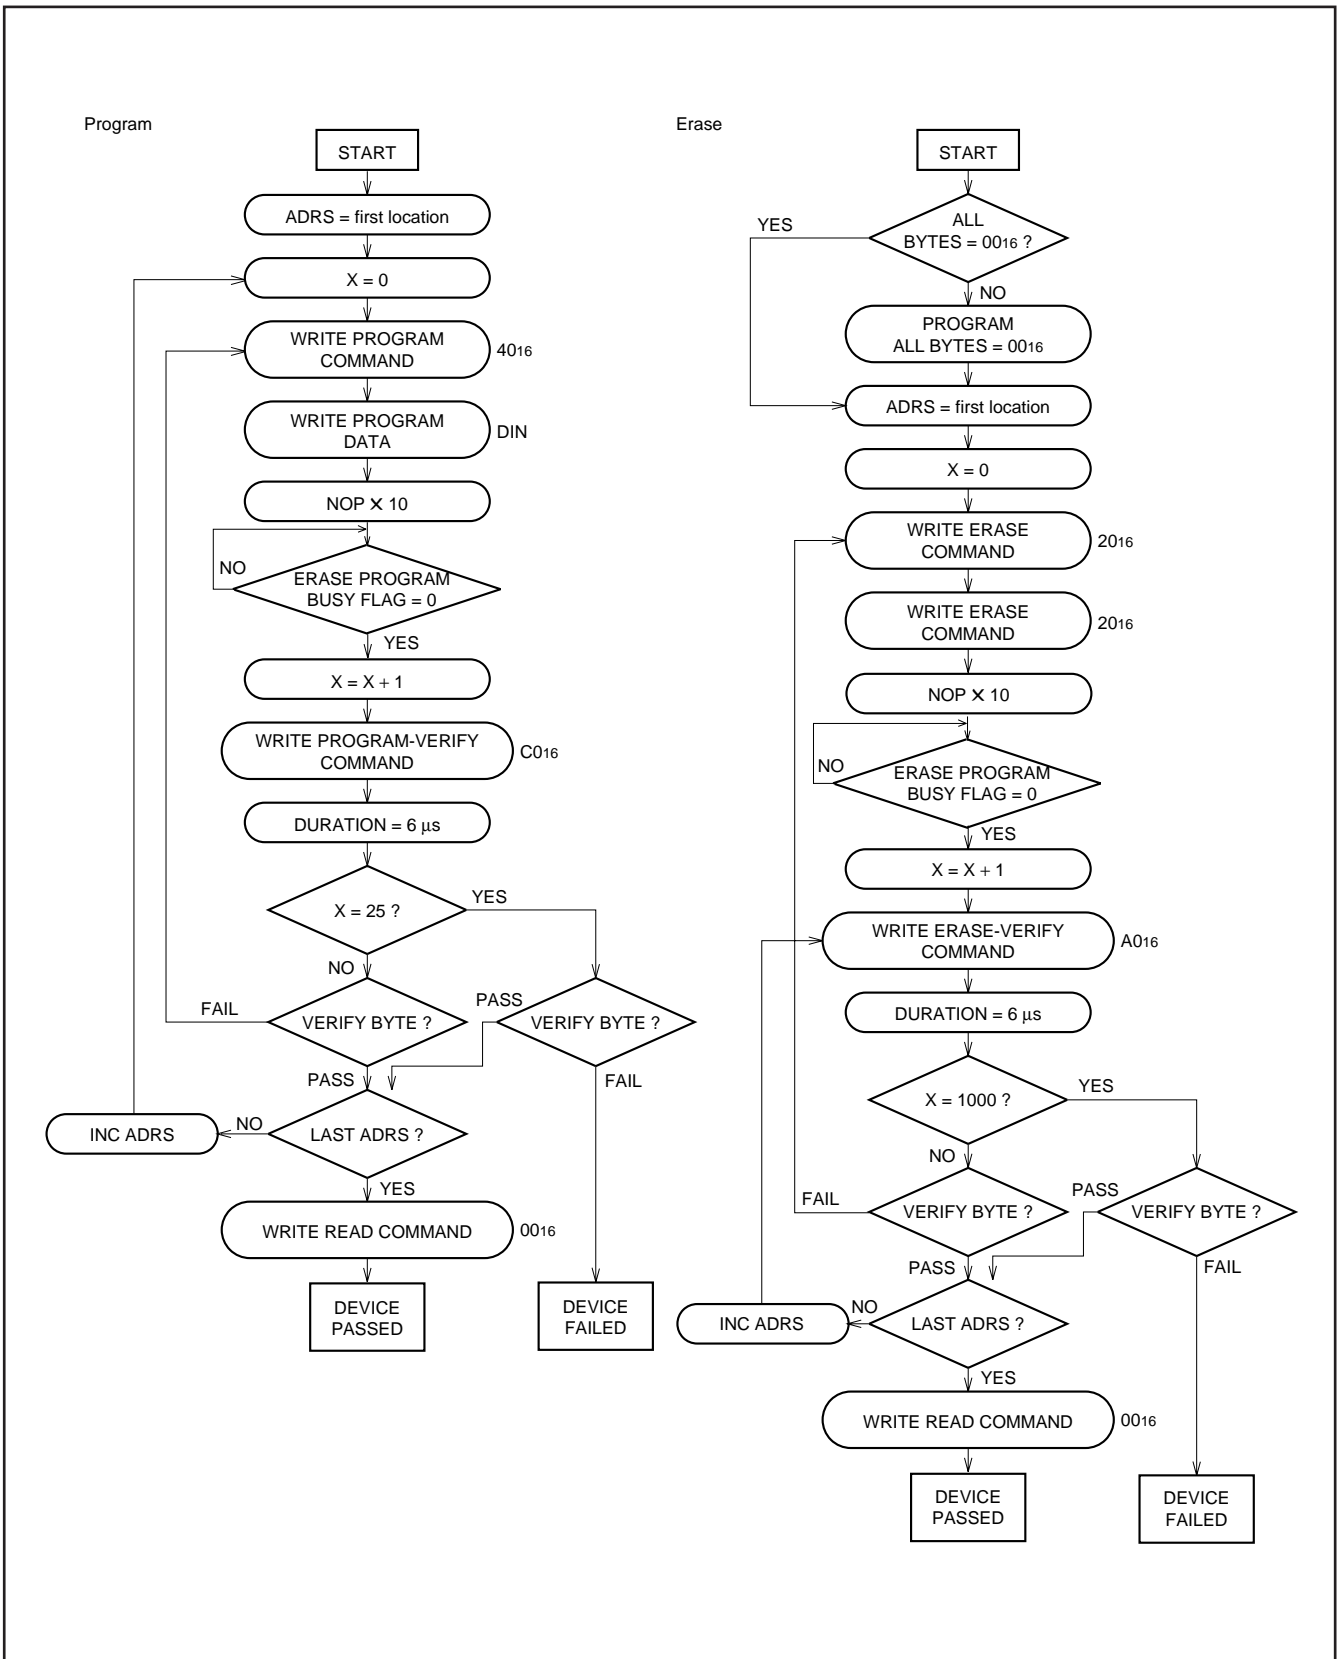 Program
START
ADRS = first location
X = 0
WRITE PROGRAM
COMMAND
4016
WRITE PROGRAM
DATA
DIN
NOP × 10
NO
ERASE PROGRAM
BUSY FLAG = 0
YES
X = X + 1
WRITE PROGRAM-VERIFY
COMMAND
C016
DURATION = 6 µs
X = 25 ?
YES
NO
FAIL
VERIFY BYTE ?
PASS
VERIFY BYTE ?
PASS
FAIL
INC ADRS
NO
LAST ADRS ?
YES
WRITE READ COMMAND
0016
DEVICE
PASSED
DEVICE
FAILED
Erase
START
YES
ALL
BYTES = 0016 ?
NO
PROGRAM
ALL BYTES = 0016
ADRS = first location
X = 0
WRITE ERASE
COMMAND
2016
WRITE ERASE
COMMAND
2016
NOP × 10
NO
ERASE PROGRAM
BUSY FLAG = 0
YES
X = X + 1
WRITE ERASE-VERIFY
COMMAND
A016
DURATION = 6 µs
X = 1000 ?
YES
NO
FAIL
VERIFY BYTE ?
PASS
VERIFY BYTE ?
PASS
FAIL
INC ADRS
NO
LAST ADRS ?
YES
WRITE READ COMMAND
0016
DEVICE
PASSED
DEVICE
FAILED